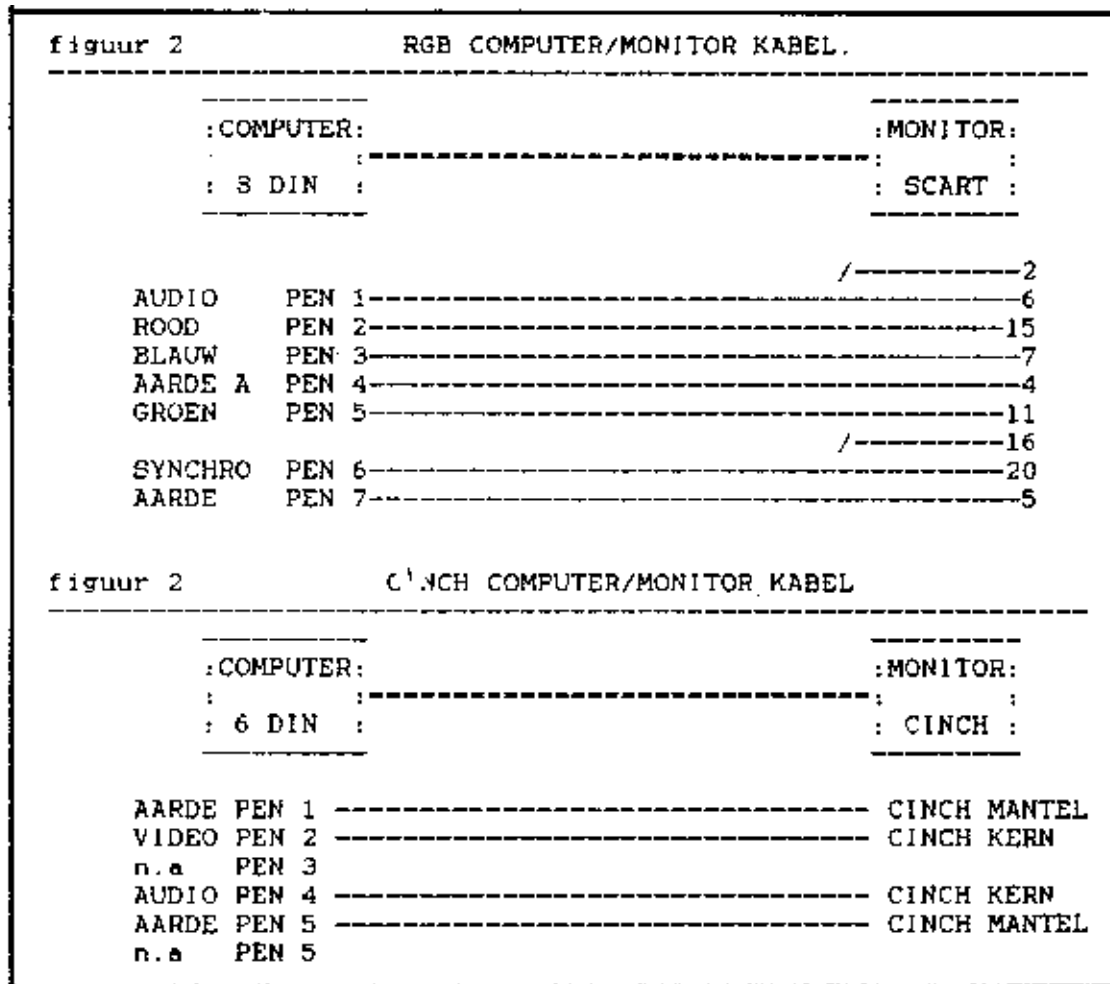 figuur 2 RGB COMPUTER/MONITOR KABEL.
:COMPUTER: :MONITOR:
: 8 DIN : : SCART :
/----------2
AUDIO PEN 1--------------------------------------6
ROOD PEN 2-------------------------------------15
BLAUW PEN 3--------------------------------------7
AARDE A PEN 4--------------------------------------4
GROEN PEN 5-------------------------------------11
/---------16
SYNCHRO PEN 6-------------------------------------20
AARDE PEN 7--------------------------------------5
figuur 2 CINCH COMPUTER/MONITOR KABEL
:COMPUTER: :MONITOR:
: 6 DIN : : CINCH :
AARDE PEN 1 -------------------------------- CINCH MANTEL
VIDEO PEN 2 -------------------------------- CINCH KERN
n.a PEN 3
AUDIO PEN 4 -------------------------------- CINCH KERN
AARDE PEN 5 -------------------------------- CINCH MANTEL
n.a PEN 5